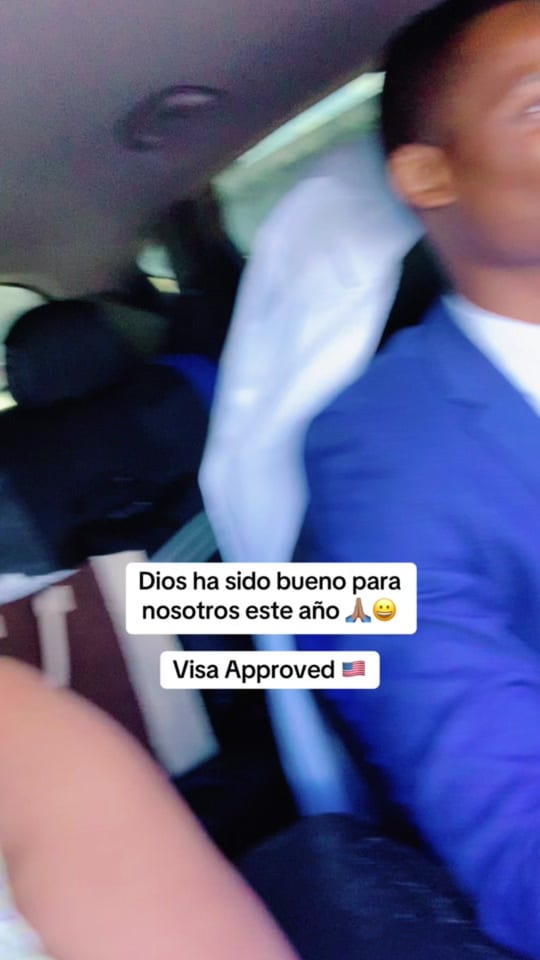 Dios ha sido bueno para
nosotros este año 🙏🏽😀
Visa Approved 🇺🇸